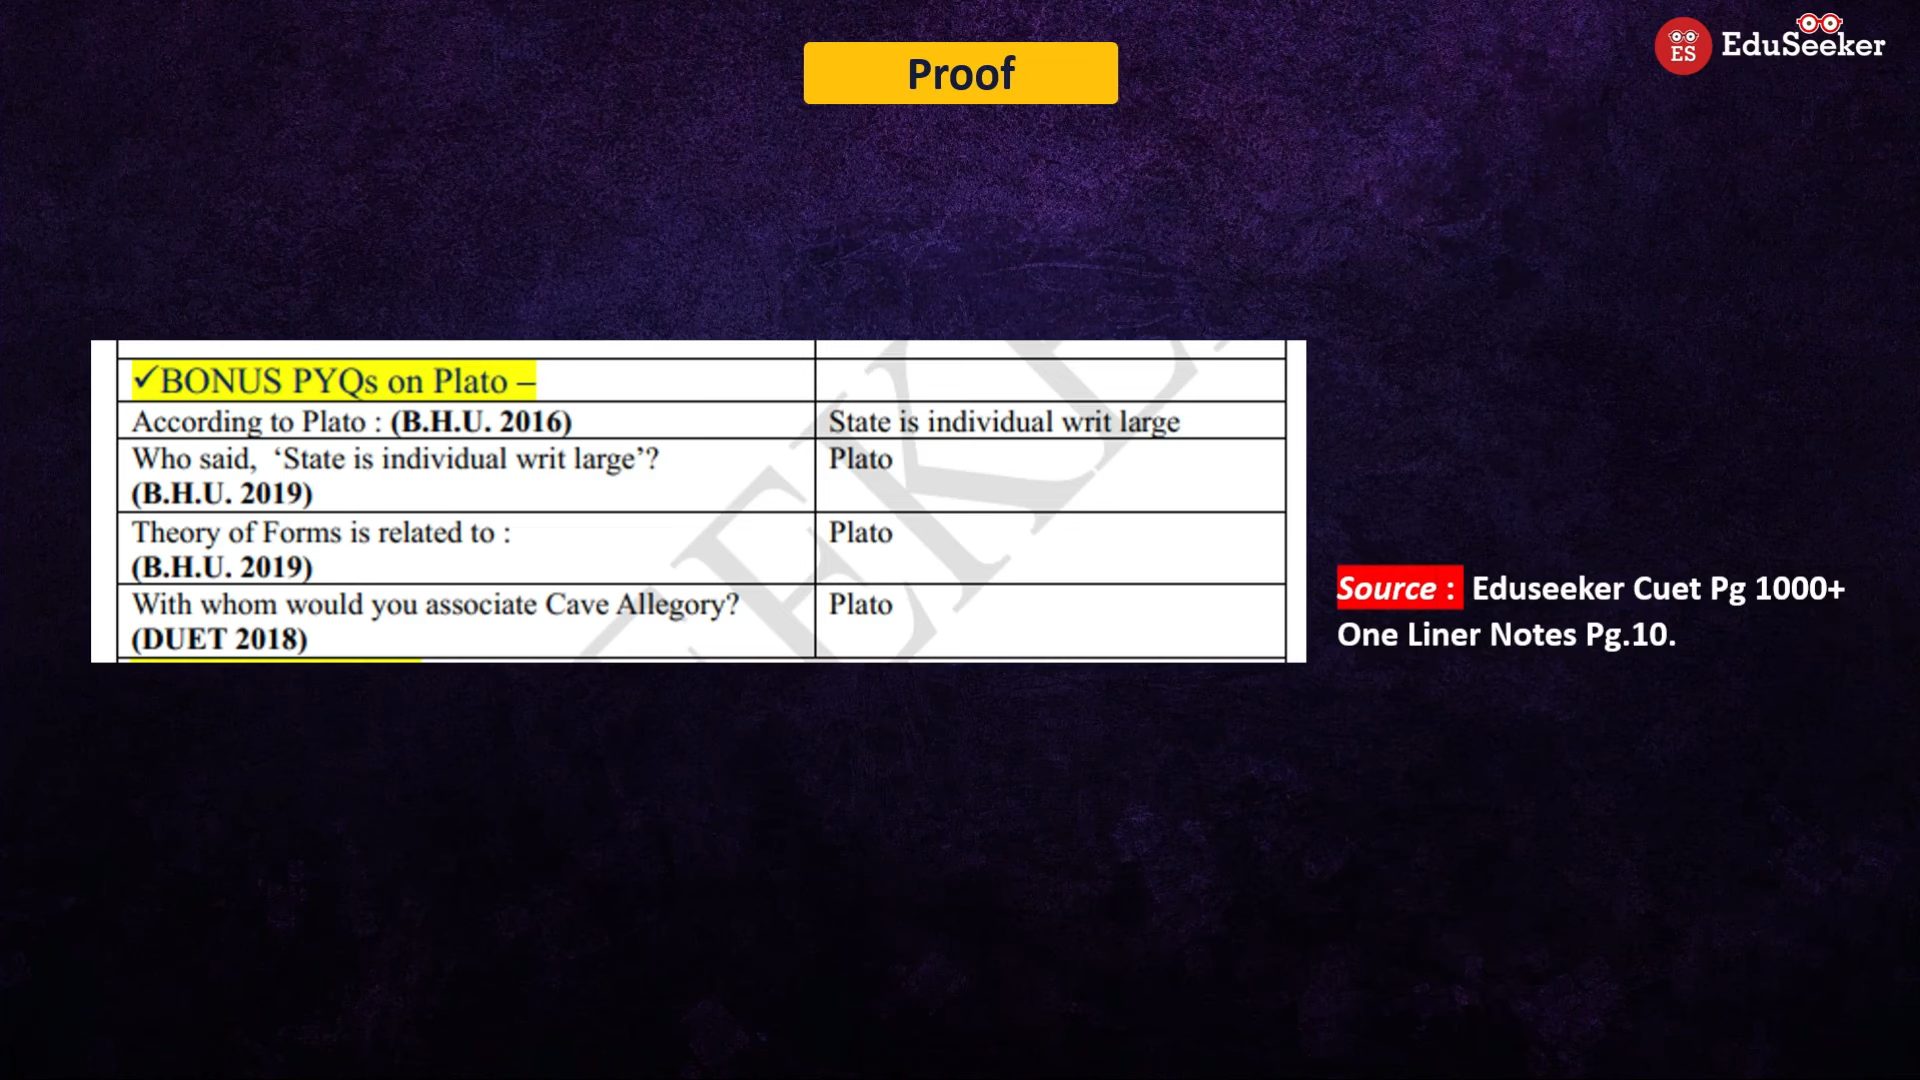 Proof
ES EduSeeker
✓BONUS PYQs on Plato –
According to Plato : (B.H.U. 2016) State is individual writ large
Who said, ‘State is individual writ large’? Plato
(B.H.U. 2019)
Theory of Forms is related to : Plato
(B.H.U. 2019)
With whom would you associate Cave Allegory? Plato
(DUET 2018)
Source : Eduseeker Cuet Pg 1000+
One Liner Notes Pg.10.